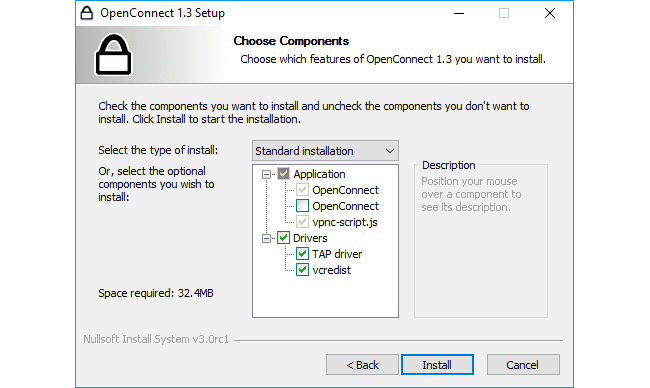 OpenConnect 1.3 Setup
Choose Components
Choose which features of OpenConnect 1.3 you want to install.
Check the components you want to install and uncheck the components you don't want to
install. Click Install to start the installation.
Select the type of install:
Standard installation
Or, select the optional
components you wish to
install:
Application
OpenConnect
OpenConnect
vpnc-script.js
Drivers
TAP driver
vcredist
Description
Position your mouse
over a component to
see its description.
Space required: 32.4MB
Nullsoft Install System v3.0rc1
< Back
Install
Cancel